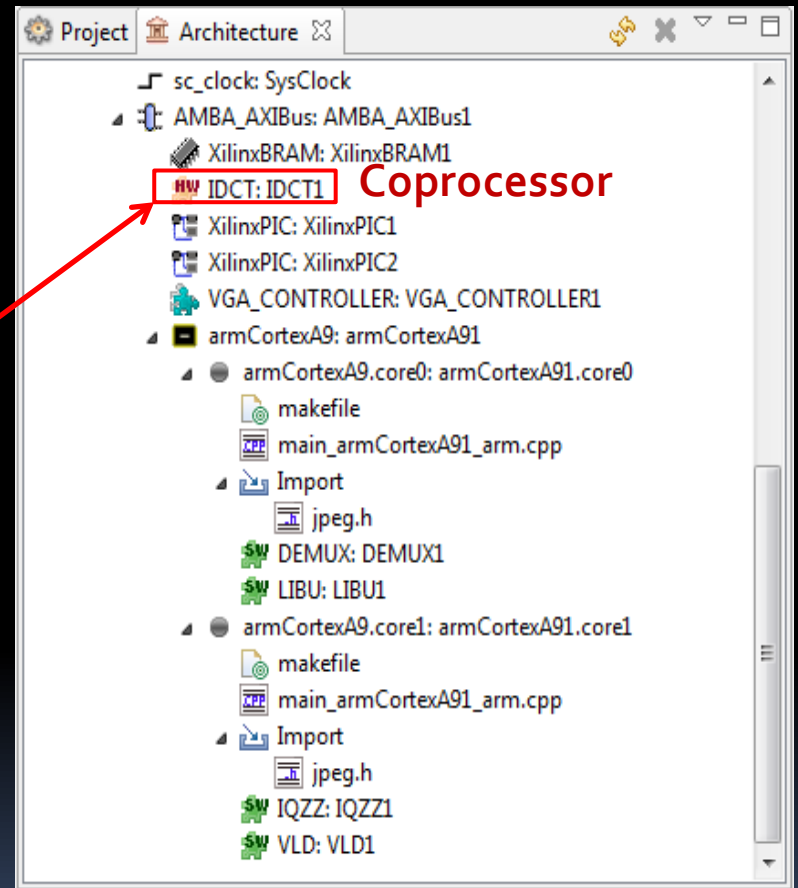 Project Architecture
sc_clock: SysClock
AMBA_AXIBus: AMBA_AXIBus1
XilinxBRAM: XilinxBRAM1
HW IDCT: IDCT1 Coprocessor
XilinxPIC: XilinxPIC1
XilinxPIC: XilinxPIC2
VGA_CONTROLLER: VGA_CONTROLLER1
armCortexA9: armCortexA91
armCortexA9.core0: armCortexA91.core0
makefile
CPP main_armCortexA91_arm.cpp
Import
.h jpeg.h
SW DEMUX: DEMUX1
SW LIBU: LIBU1
armCortexA9.core1: armCortexA91.core1
makefile
CPP main_armCortexA91_arm.cpp
Import
.h jpeg.h
SW IQZZ: IQZZ1
SW VLD: VLD1